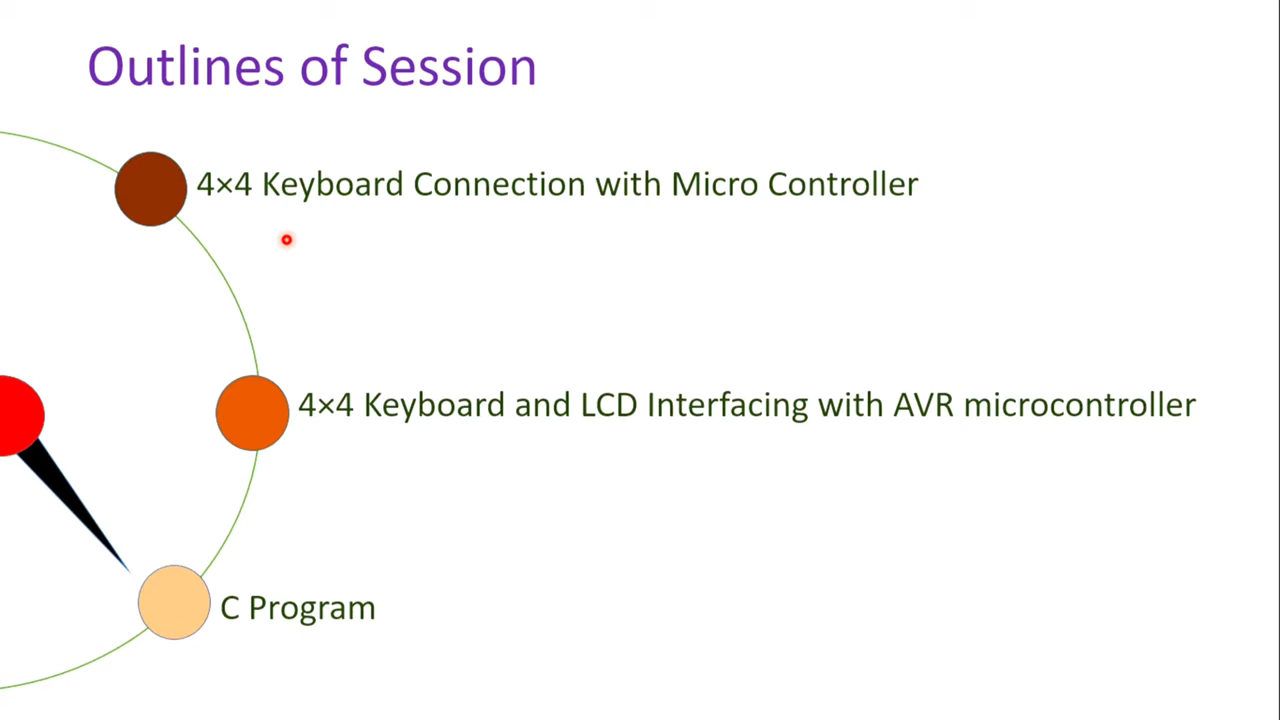 Outlines of Session
4×4 Keyboard Connection with Micro Controller
4×4 Keyboard and LCD Interfacing with AVR microcontroller
C Program